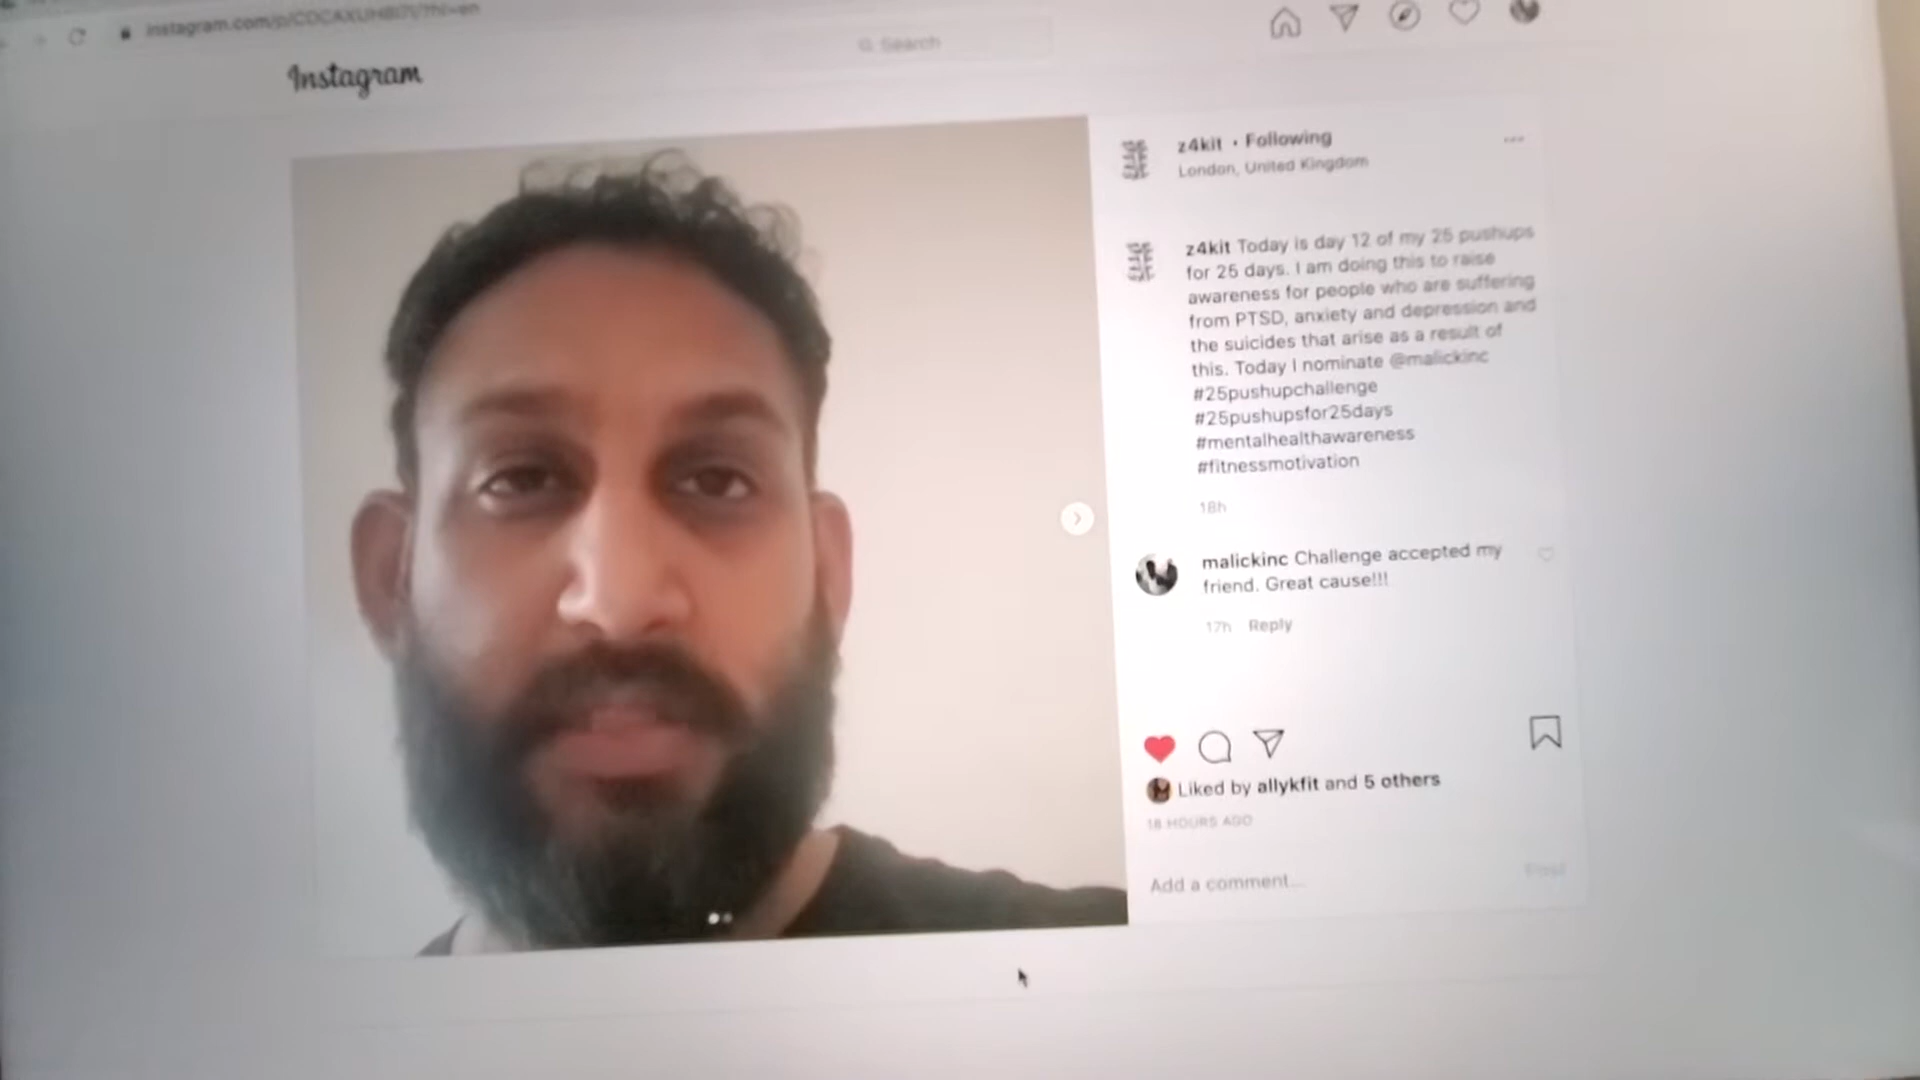 Search
Instagram
z4kit • Following
London, United Kingdom
z4kit Today is day 12 of my 25 pushups
for 25 days. I am doing this to raise
awareness for people who are suffering
from PTSD, anxiety and depression and
the suicides that arise as a result of
this. Today I nominate @malickinc
#25pushupchallenge
#25pushupsfor25days
#mentalhealthawareness
#fitnessmotivation
18h
malickinc Challenge accepted my
friend. Great cause!!!
17h Reply
Liked by allykfit and 5 others
18 HOURS AGO
Add a comment...
Post